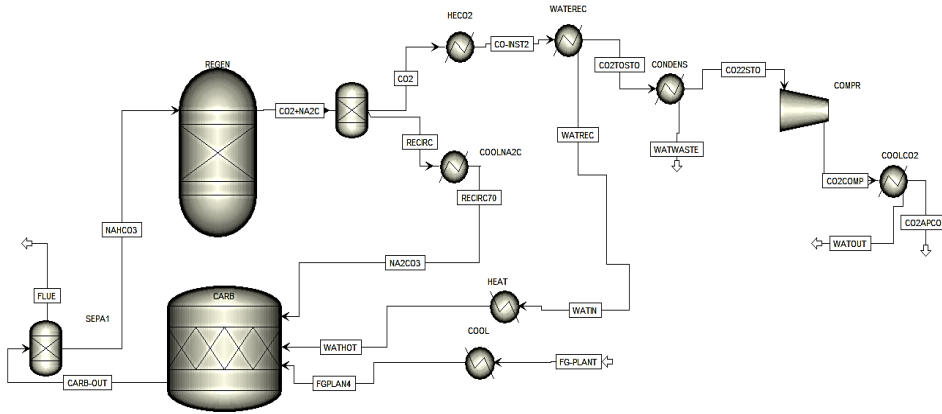 HECO2
WATEREC
CO-INST2
REGEN
CO2TOSTO
CONDENS
CO22STO
CO2
COMPR
CO2+NA2C
RECIRC
WATREC
COOLNA2C
WATWASTE
COOLCO2
CO2COMP
RECIRC70
CO2APCO
NAHCO3
WATOUT
NA2CO3
HEAT
FLUE
CARB
WATIN
SEPA1
COOL
WATHOT
FG-PLANT
CARB-OUT
FGPLAN4